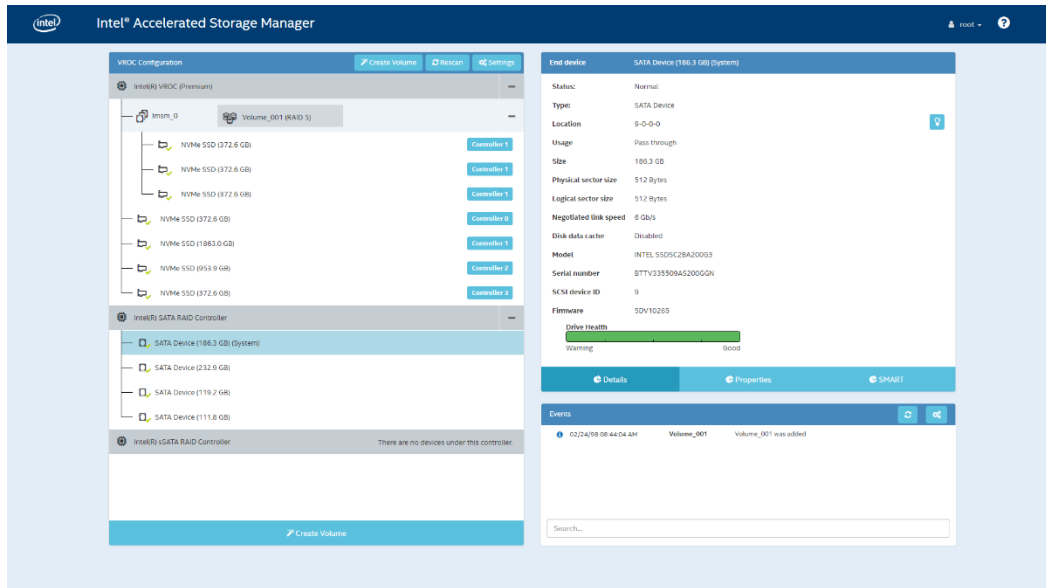 intel Intel® Accelerated Storage Manager root
VROC Configuration Create Volume Rescan Settings
Intel(R) VROC (Premium)
Imsm_0 Volume_001 (RAID 5)
NVMe SSD (372.6 GB) Controller 1
NVMe SSD (372.6 GB) Controller 1
NVMe SSD (372.6 GB) Controller 1
NVMe SSD (372.6 GB) Controller 0
NVMe SSD (1863.0 GB) Controller 1
NVMe SSD (953.9 GB) Controller 2
NVMe SSD (372.6 GB) Controller 3
Intel(R) SATA RAID Controller
SATA Device (186.3 GB) (System)
SATA Device (232.9 GB)
SATA Device (119.2 GB)
SATA Device (111.8 GB)
Intel(R) sSATA RAID Controller There are no devices under this controller.
Create Volume
End device SATA Device (186.3 GB) (System)
Status: Normal
Type: SATA Device
Location 9-0-0-0
Usage Pass through
Size 186.3 GB
Physical sector size 512 Bytes
Logical sector size 512 Bytes
Negotiated link speed 6 Gb/s
Disk data cache Disabled
Model INTEL SSDSC2BA200G3
Serial number BTTV335509AS200GGN
SCSI device ID 9
Firmware 5DV10265
Drive Health
Warning Good
Details Properties SMART
Events
02/24/98 08:44:04 AM Volume_001 Volume_001 was added
Search...